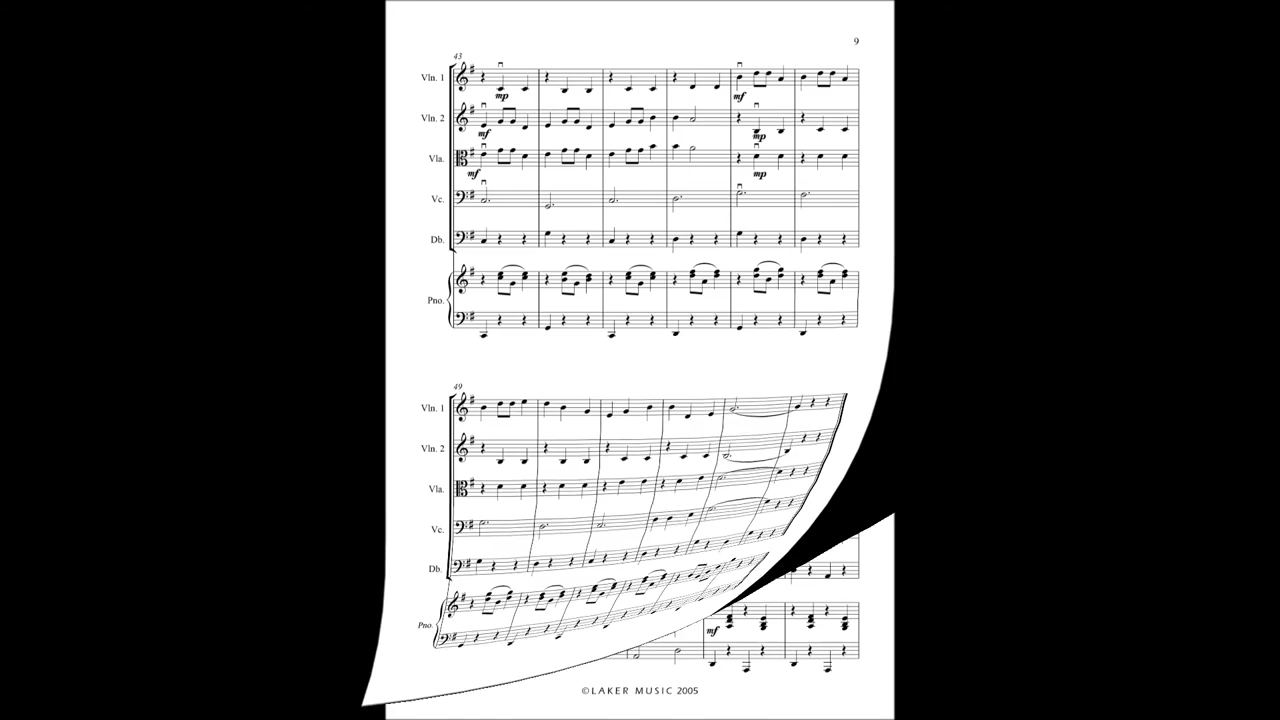 9
43
Vln. 1
mp
mf
Vln. 2
mf
mp
Vla.
mf
mp
Vc.
Db.
Pno.
49
Vln. 1
Vln. 2
Vla.
Vc.
Db.
Pno.
mf
©LAKER MUSIC 2005